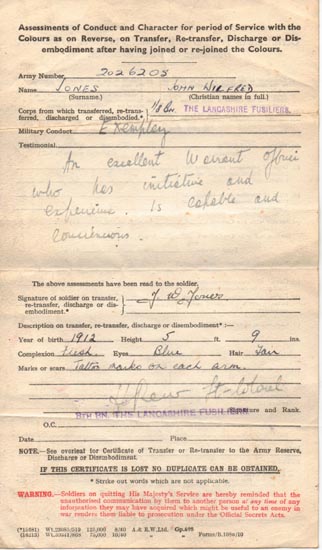 Assessments of Conduct and Character for period of Service with the
Colours as on Reverse, on Transfer, Re-transfer, Discharge or Dis-
embodiment after having joined or re-joined the Colours.
Army Number 2026205
Name JONES JOHN WILFRED
(Surname.) (Christian names in full.)
Corps from which transferred, re-trans-
ferred, discharged or disembodied.* 1/8 Bn. THE LANCASHIRE FUSILIERS.
Military Conduct Exemplary
Testimonial
An excellent Warrant officer
who has initiative and
experience. Is capable and
conciencious.
The above assessments have been read to the soldier.
Signature of soldier on transfer,
re-transfer, discharge or dis-
embodiment.* J W Jones
Description on transfer, re-transfer, discharge or disembodiment* :—
Year of birth 1912 Height 5 ft. 9 ins.
Complexion Fresh. Eyes Blue Hair Fair
Marks or scars Tattoo marks on each arm.
Lt-Colonel
8TH BN. THE LANCASHIRE FUSILIERS.
Signature and Rank.
O.C.
Date Place
NOTE.—See overleaf for Certificate of Transfer or Re-transfer to the Army Reserve,
Discharge or Disembodiment.
IF THIS CERTIFICATE IS LOST NO DUPLICATE CAN BE OBTAINED.
* Strike out words which are not applicable.
WARNING.—Soldiers on quitting His Majesty's Service are hereby reminded that the
unauthorised communication by them to another person at any time of any
information they may have acquired which might be useful to an enemy in
war renders them liable to prosecution under the Official Secrets Acts.